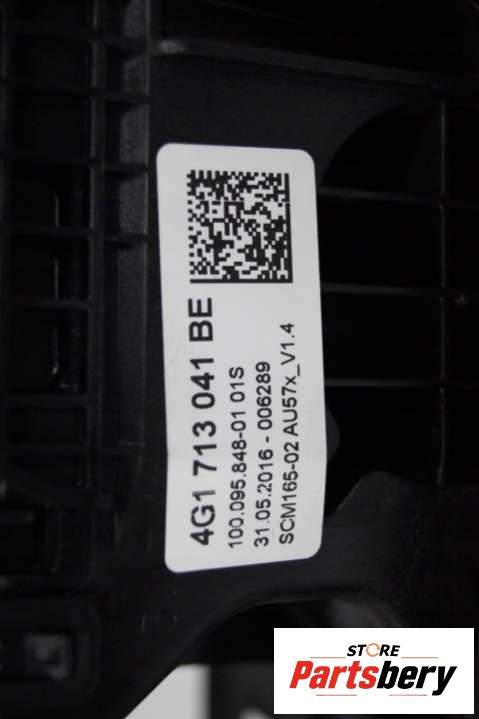 4G1 713 041 BE
100.095.848-01 01S
31.05.2016 - 006289
SCM165-02 AU57x_V1.4
STORE
Partsbery